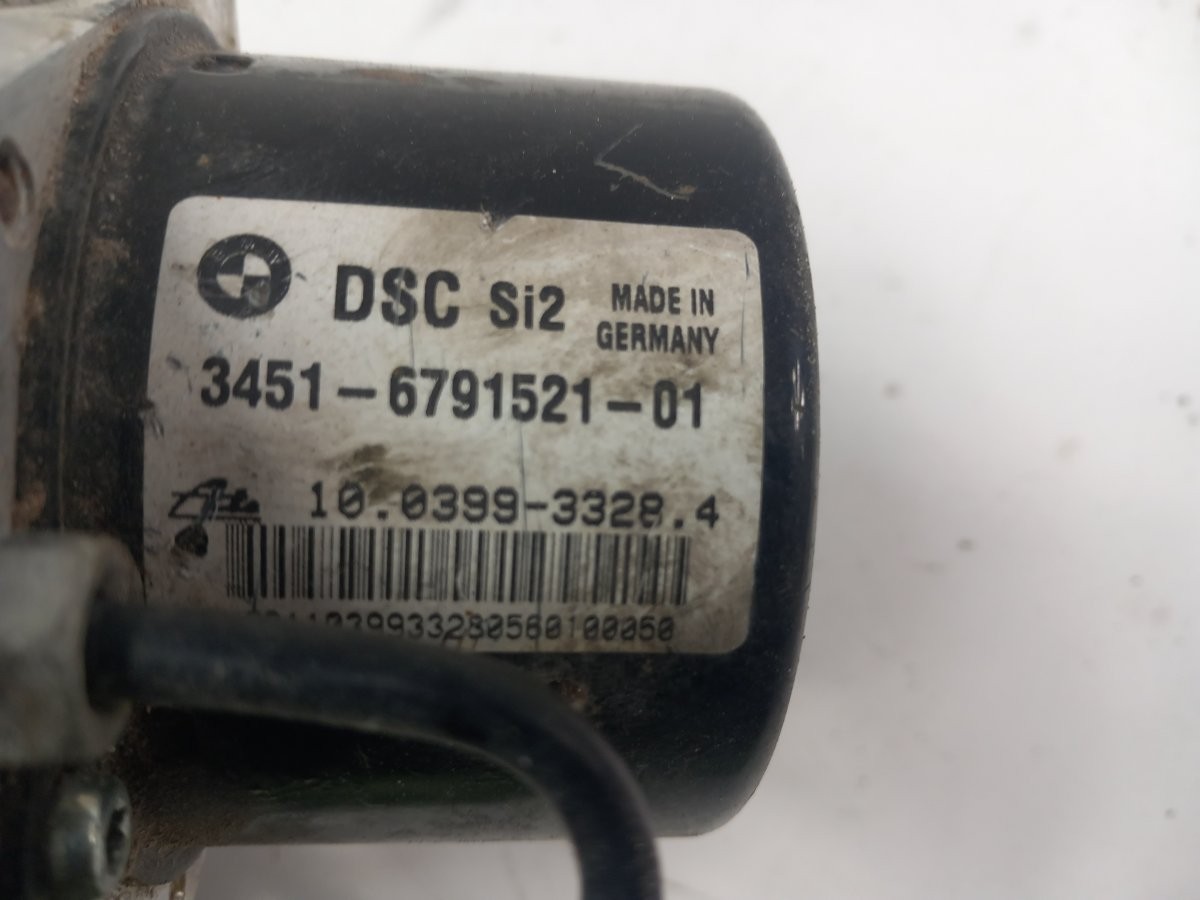 DSC Si2 MADE IN
GERMANY
3451-6791521-01
10.0399-3328.4